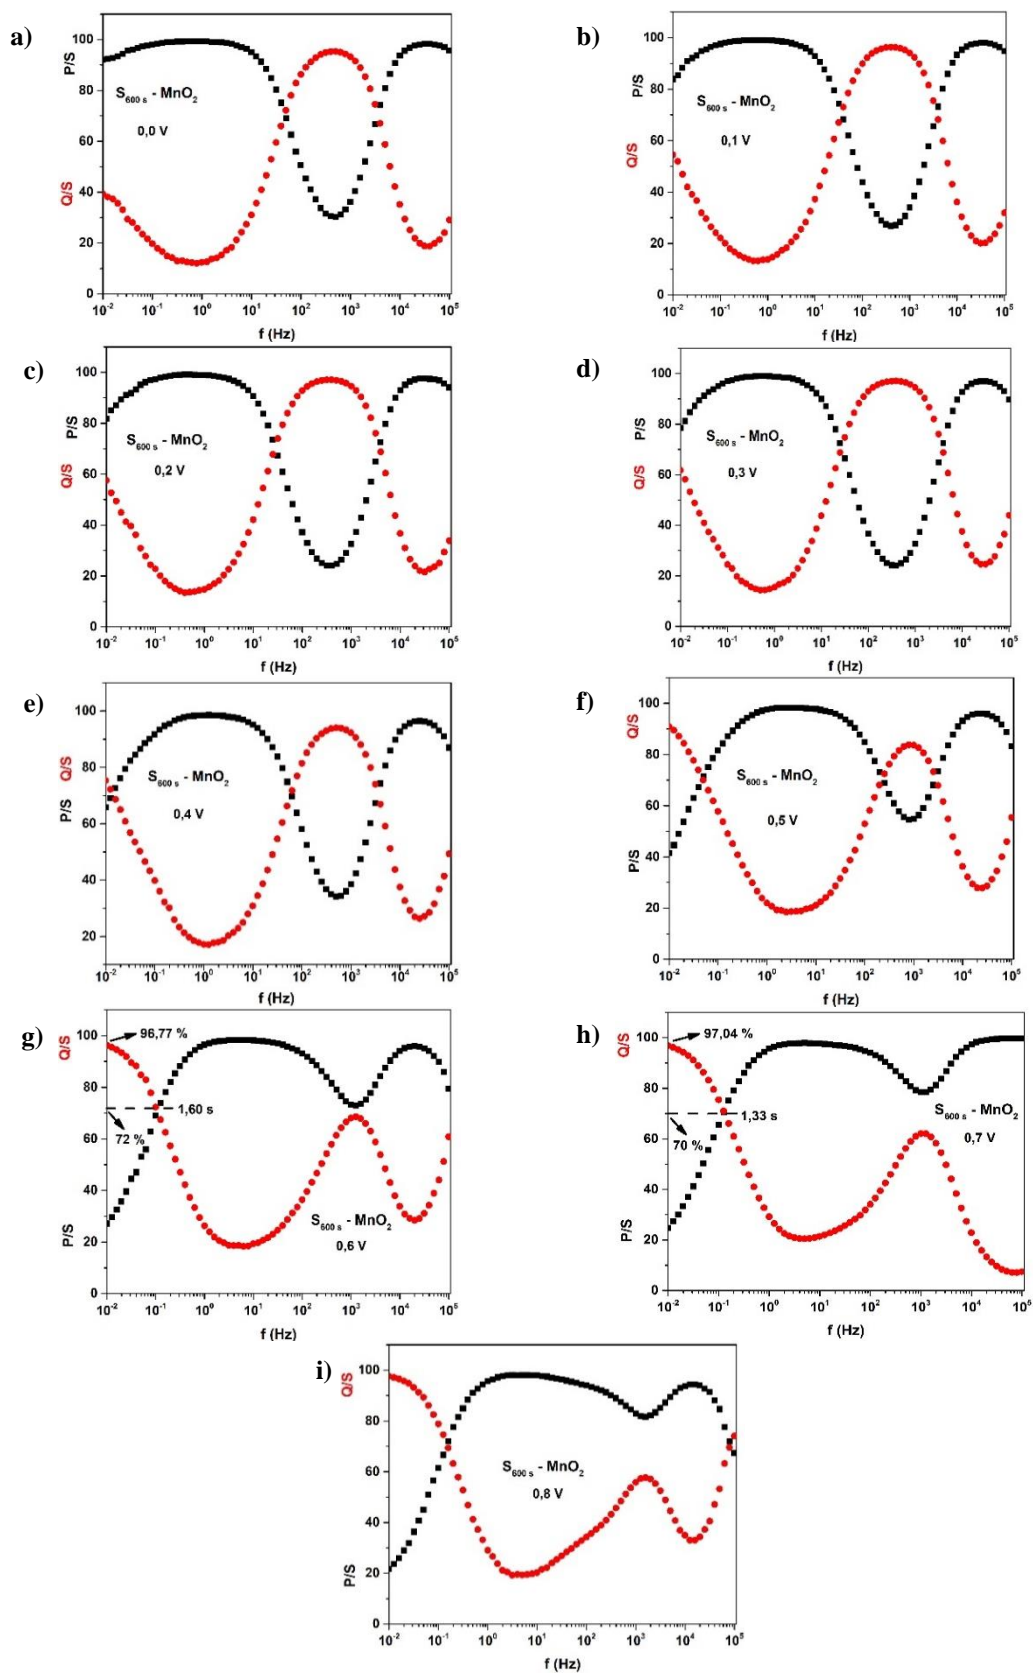 a)
100
80
60
40
20
0
P/S
Q/S
S600 s - MnO2
0,0 V
10-2 10-1 100 101 102 103 104 105
f (Hz)
b)
100
80
60
40
20
0
P/S
Q/S
S600 s - MnO2
0,1 V
10-2 10-1 100 101 102 103 104 105
f (Hz)
c)
100
80
60
40
20
0
P/S
Q/S
S600 s - MnO2
0,2 V
10-2 10-1 100 101 102 103 104 105
f (Hz)
d)
100
80
60
40
20
0
P/S
Q/S
S600 s - MnO2
0,3 V
10-2 10-1 100 101 102 103 104 105
f (Hz)
e)
100
80
60
40
20
Q/S
P/S
S600 s - MnO2
0,4 V
10-2 10-1 100 101 102 103 104 105
f (Hz)
f)
100
80
60
40
20
0
Q/S
P/S
S600 s - MnO2
0,5 V
10-2 10-1 100 101 102 103 104 105
f (Hz)
g)
100
80
60
40
20
0
Q/S
P/S
96,77 %
1,60 s
72 %
S600 s - MnO2
0,6 V
10-2 10-1 100 101 102 103 104 105
f (Hz)
h)
100
80
60
40
20
0
Q/S
P/S
97,04 %
1,33 s
70 %
S600 s - MnO2
0,7 V
10-2 10-1 100 101 102 103 104 105
f (Hz)
i)
100
80
60
40
20
0
Q/S
P/S
S600 s - MnO2
0,8 V
10-2 10-1 100 101 102 103 104 105
f (Hz)